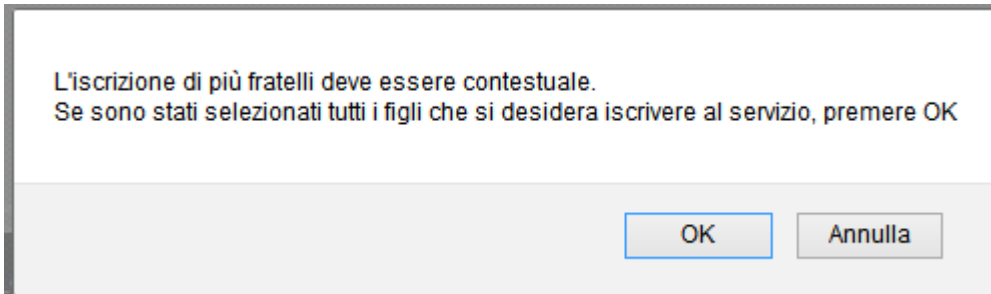 L'iscrizione di più fratelli deve essere contestuale.
Se sono stati selezionati tutti i figli che si desidera iscrivere al servizio, premere OK
OK
Annulla